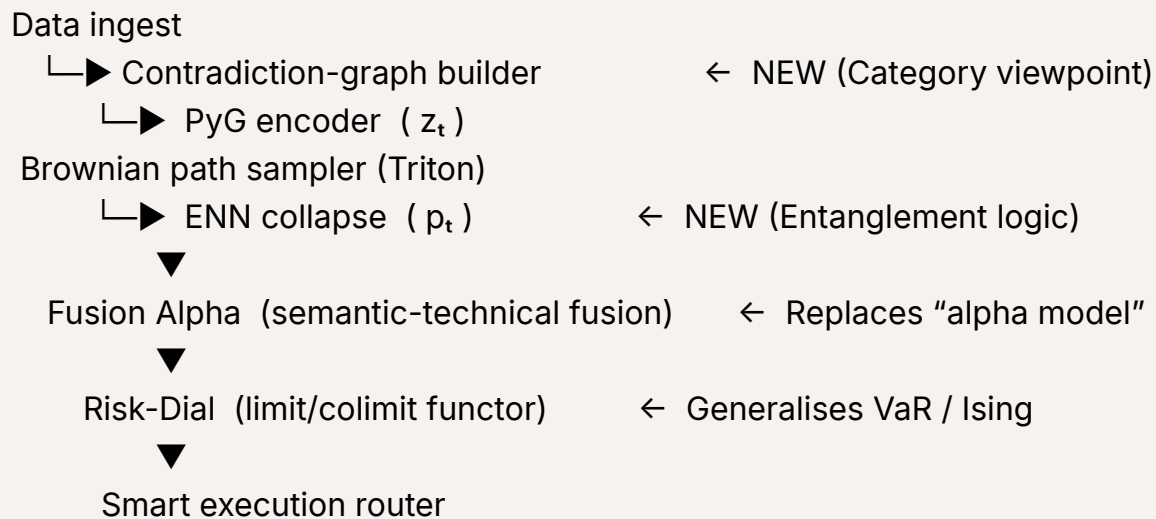 Data ingest
└─▶ Contradiction-graph builder ← NEW (Category viewpoint)
└─▶ PyG encoder ( zₜ )
Brownian path sampler (Triton)
└─▶ ENN collapse ( pₜ ) ← NEW (Entanglement logic)
▼
Fusion Alpha (semantic-technical fusion) ← Replaces “alpha model”
▼
Risk-Dial (limit/colimit functor) ← Generalises VaR / Ising
▼
Smart execution router